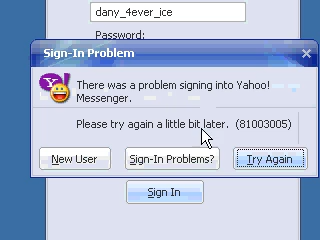 dany_4ever_ice
Password:
Sign-In Problem
There was a problem signing into Yahoo!
Messenger.
Please try again a little bit later. (81003005)
New User
Sign-In Problems?
Try Again
Sign In